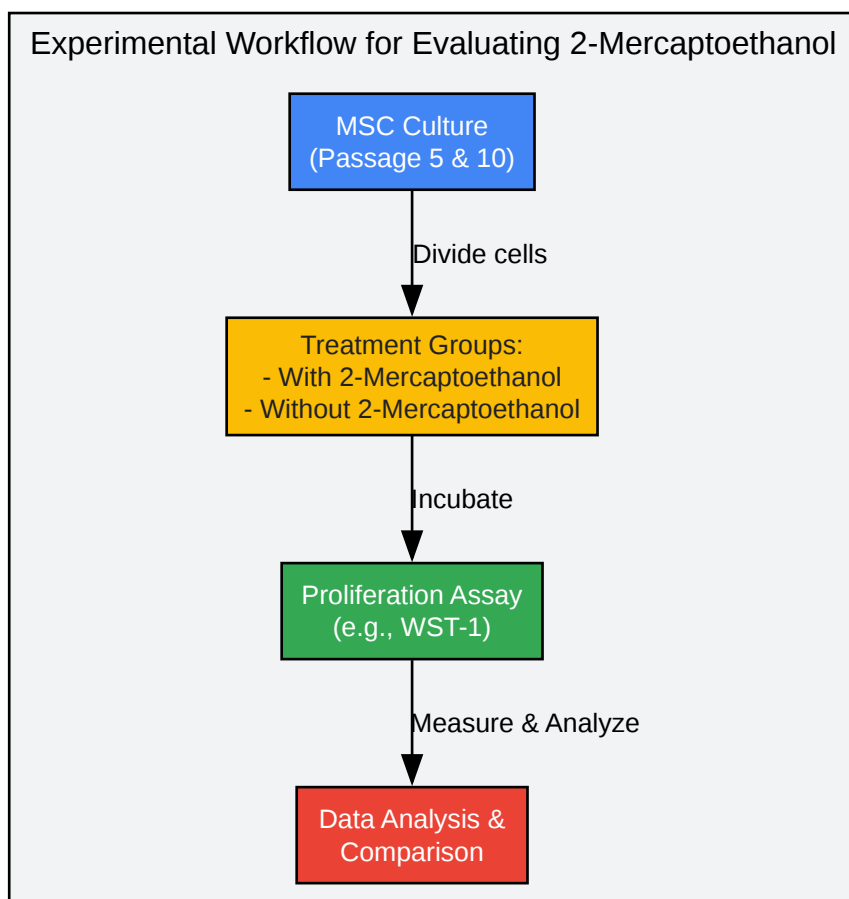 Experimental Workflow for Evaluating 2-Mercaptoethanol
MSC Culture
(Passage 5 & 10)
Divide cells
Treatment Groups:
- With 2-Mercaptoethanol
- Without 2-Mercaptoethanol
Incubate
Proliferation Assay
(e.g., WST-1)
Measure & Analyze
Data Analysis &
Comparison